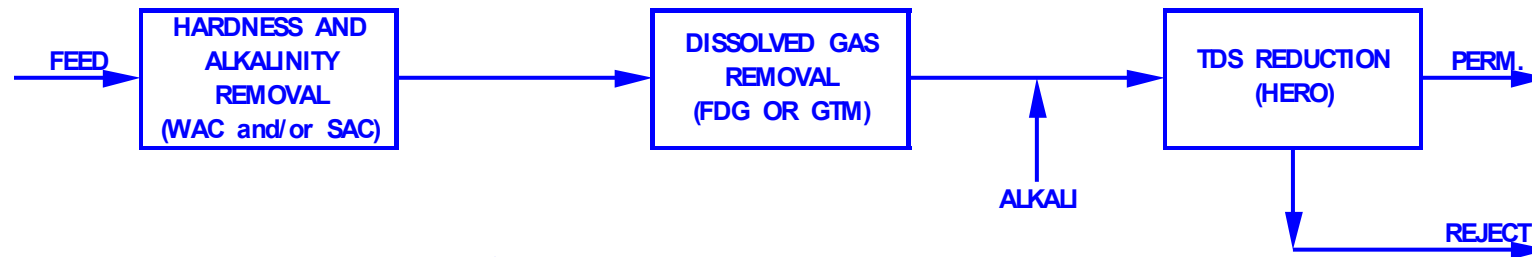 FEED
HARDNESS AND
ALKALINITY
REMOVAL
(WAC and/or SAC)
DISSOLVED GAS
REMOVAL
(FDG OR GTM)
ALKALI
TDS REDUCTION
(HERO)
PERM.
REJECT